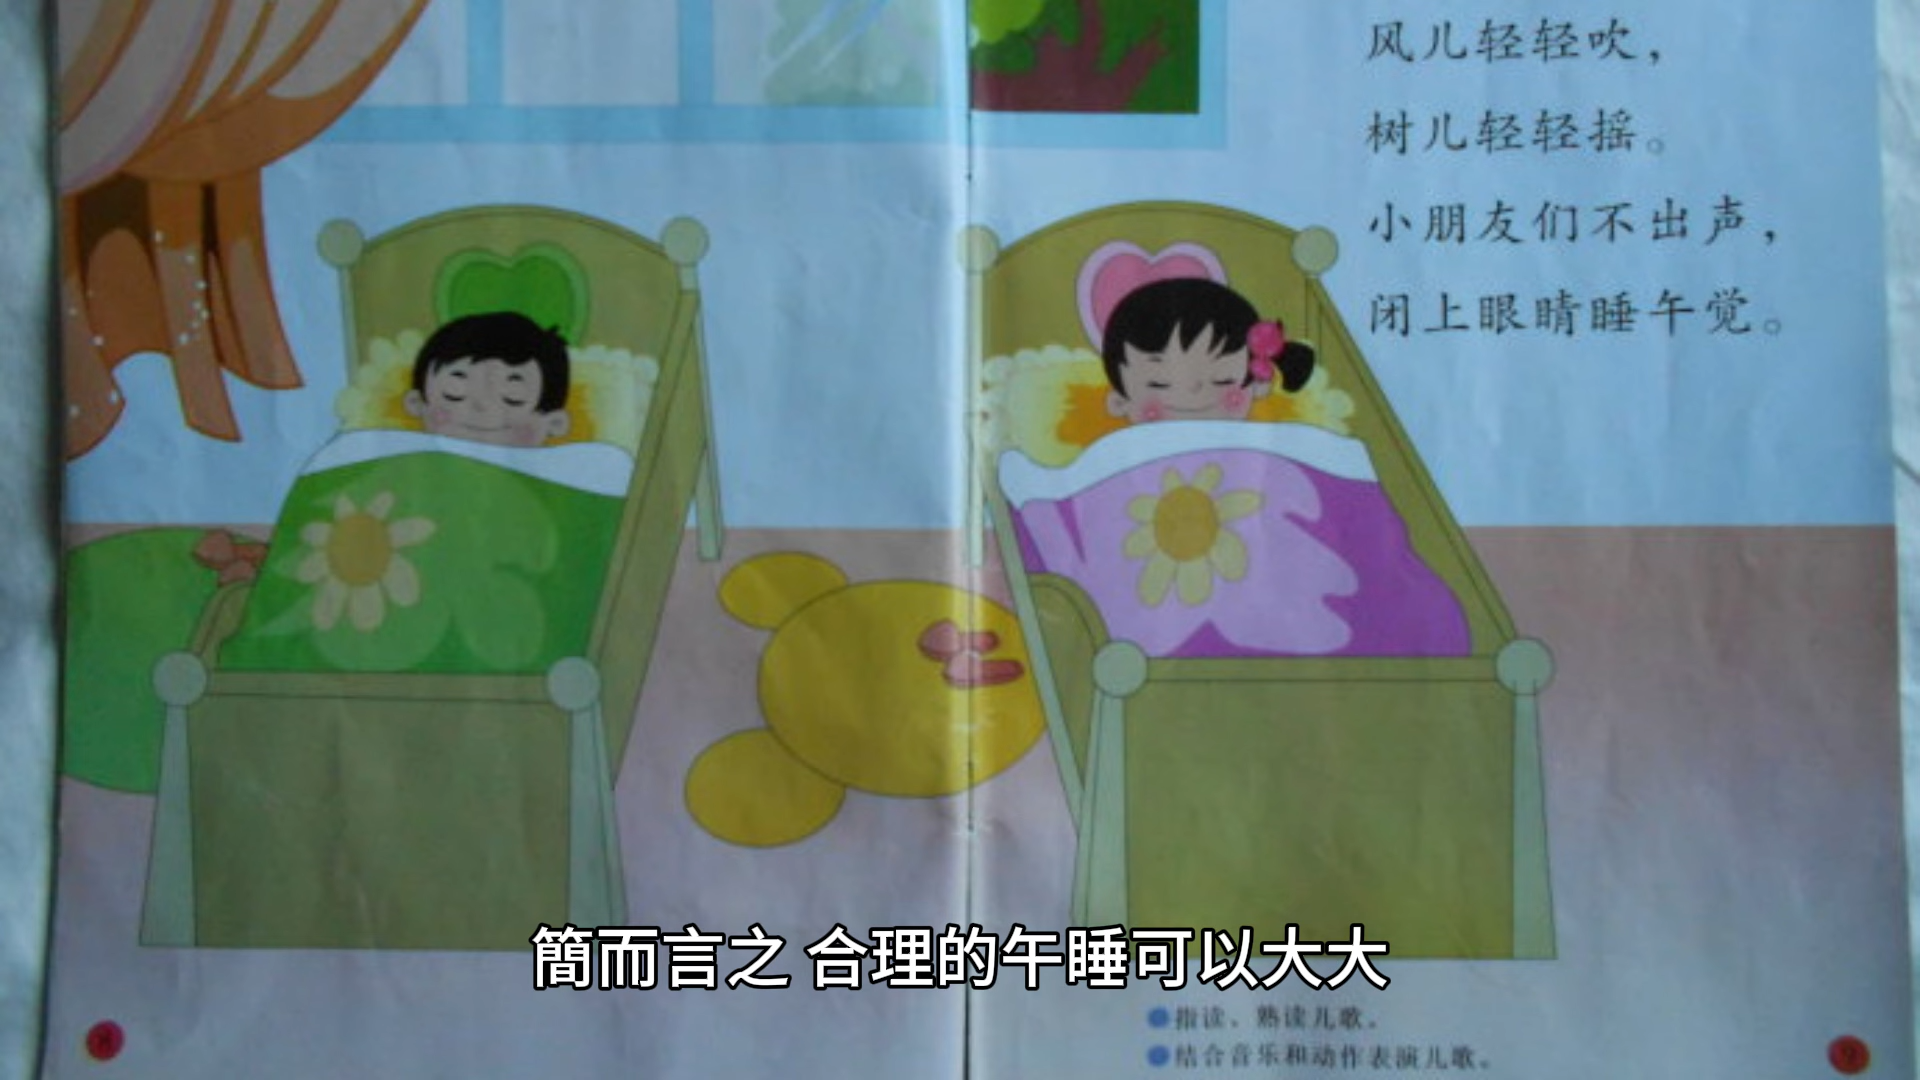 风儿轻轻吹，
树儿轻轻摇。
小朋友们不出声，
闭上眼睛睡午觉。
簡而言之 合理的午睡可以大大
指读、熟读儿歌。
结合音乐和动作表演儿歌。